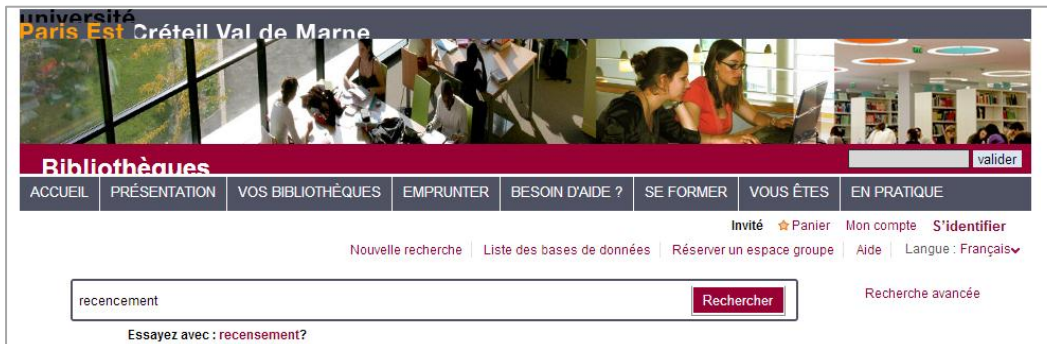 université
Paris Est Créteil Val de Marne
Bibliothèques
valider
ACCUEIL PRÉSENTATION VOS BIBLIOTHÈQUES EMPRUNTER BESOIN D'AIDE ? SE FORMER VOUS ÊTES EN PRATIQUE
Invité Panier Mon compte S'identifier
Nouvelle recherche Liste des bases de données Réserver un espace groupe Aide Langue : Français
recencement Rechercher Recherche avancée
Essayez avec : recensement?